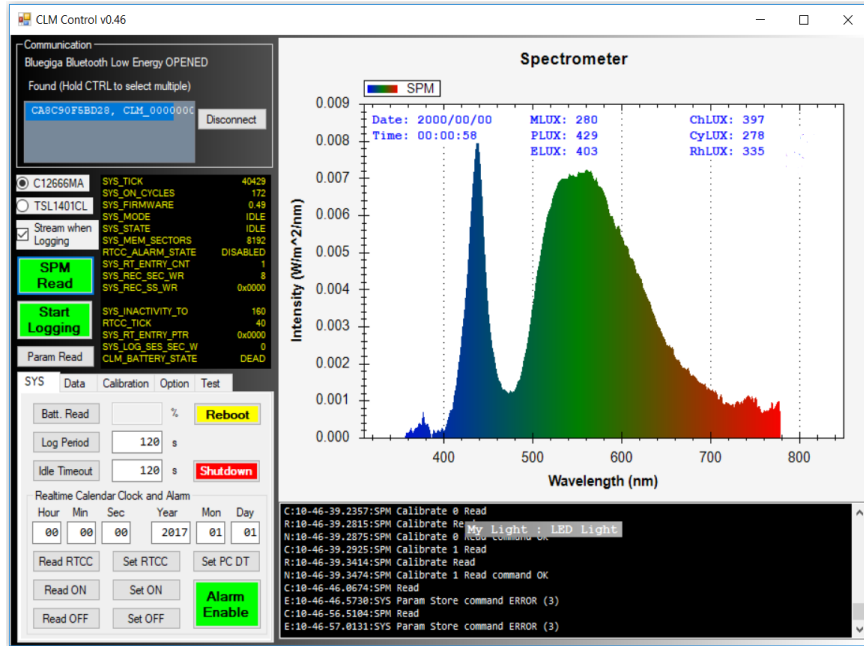 CLM Control v0.46
Communication
Bluegiga Bluetooth Low Energy OPENED
Found (Hold CTRL to select multiple)
CA8C90F5BD28, CLM_0000000
Disconnect
C12666MA
TSL1401CL
Stream when
Logging
SPM
Read
Start
Logging
Param Read
SYS_TICK 40429
SYS_ON_CYCLES 172
SYS_FIRMWARE 0.49
SYS_MODE IDLE
SYS_STATE IDLE
SYS_MEM_SECTORS 8192
RTCC_ALARM_STATE DISABLED
SYS_RT_ENTRY_CNT 1
SYS_REC_SEC_WR 8
SYS_REC_SS_WR 0x0000
SYS_INACTIVITY_TO 160
RTCC_TICK 40
SYS_RT_ENTRY_PTR 0x0000
SYS_LOG_SES_SEC_W 0
CLM_BATTERY_STATE DEAD
SYS Data Calibration Option Test
Batt. Read % Reboot
Log Period 120 s
Idle Timeout 120 s Shutdown
Realtime Calendar Clock and Alarm
Hour Min Sec Year Mon Day
00 00 00 2017 01 01
Read RTCC Set RTCC Set PC DT
Read ON Set ON Alarm
Enable
Read OFF Set OFF
Spectrometer
SPM
Date: 2000/00/00 MLUX: 280 ChLUX: 397
Time: 00:00:58 PLUX: 429 CyLUX: 278
ELUX: 403 RhLUX: 335
Intensity (W/m^2/nm)
0.009
0.008
0.007
0.006
0.005
0.004
0.003
0.002
0.001
0.000
400 500 600 700 800
Wavelength (nm)
C:10-46-39.2357:SPM Calibrate 0 Read
R:10-46-39.2815:SPM Calibrate
My Light : LED Light
N:10-46-39.2875:SPM Calibrate 0 Read command OK
C:10-46-39.2925:SPM Calibrate 1 Read
R:10-46-39.3414:SPM Calibrate Read
N:10-46-39.3474:SPM Calibrate 1 Read command OK
C:10-46-46.0674:SPM Read
E:10-46-46.5730:SYS Param Store command ERROR (3)
C:10-46-56.5104:SPM Read
E:10-46-57.0131:SYS Param Store command ERROR (3)